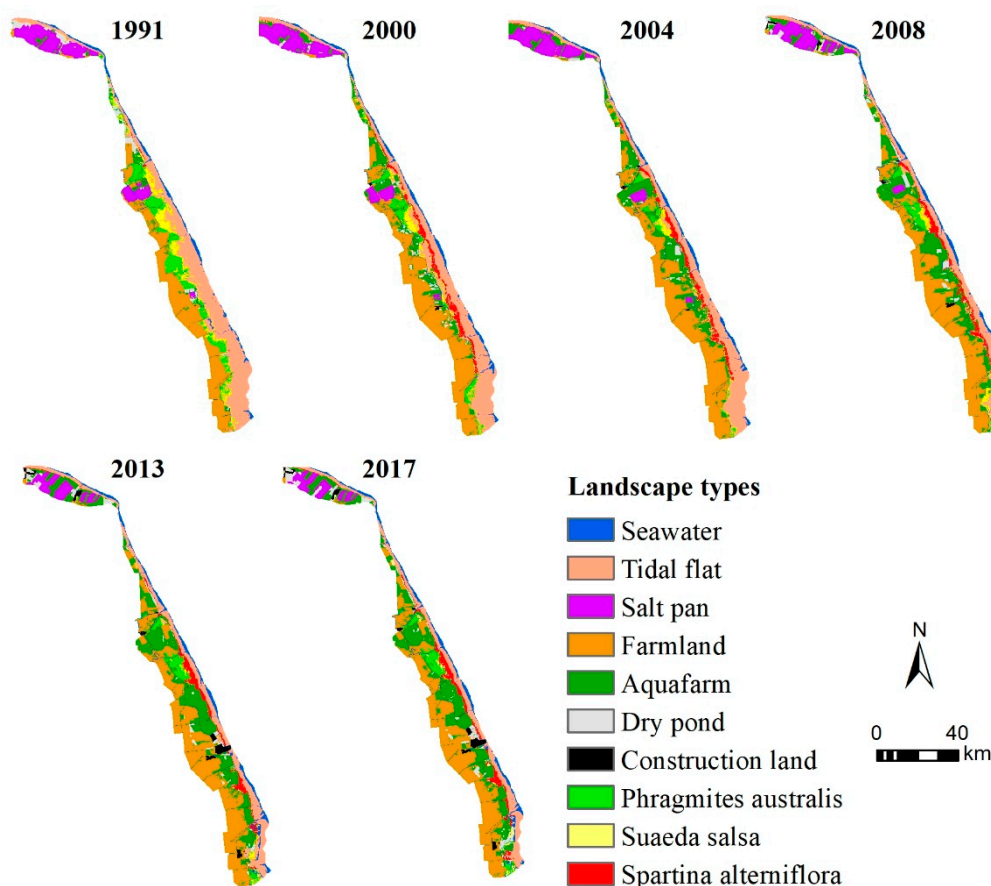 1991
2000
2004
2008
2013
2017
Landscape types
Seawater
Tidal flat
Salt pan
Farmland
Aquafarm
Dry pond
Construction land
Phragmites australis
Suaeda salsa
Spartina alterniflora
N
0 40
km